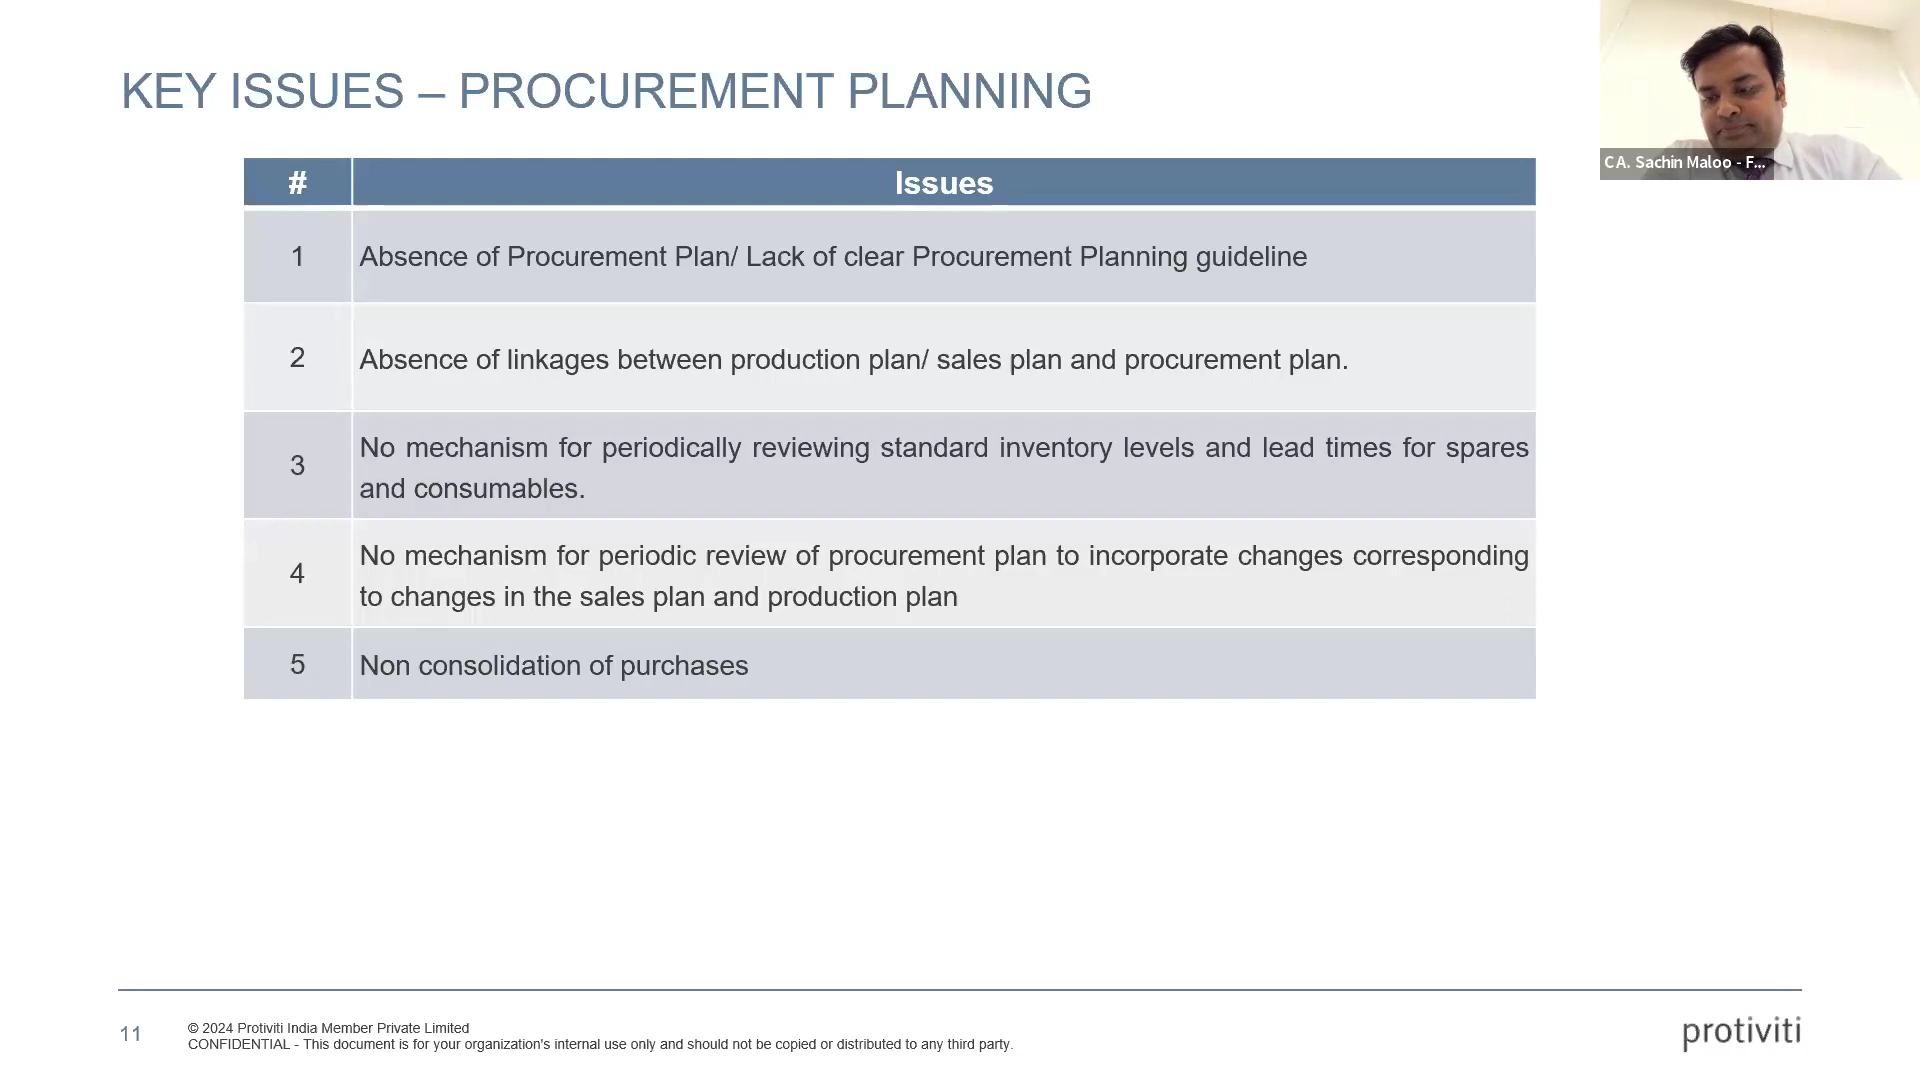 KEY ISSUES – PROCUREMENT PLANNING
CA. Sachin Maloo - F...
# Issues
1 Absence of Procurement Plan/ Lack of clear Procurement Planning guideline
2 Absence of linkages between production plan/ sales plan and procurement plan.
3 No mechanism for periodically reviewing standard inventory levels and lead times for spares
and consumables.
4 No mechanism for periodic review of procurement plan to incorporate changes corresponding
to changes in the sales plan and production plan
5 Non consolidation of purchases
11
© 2024 Protiviti India Member Private Limited
CONFIDENTIAL - This document is for your organization's internal use only and should not be copied or distributed to any third party.
protiviti